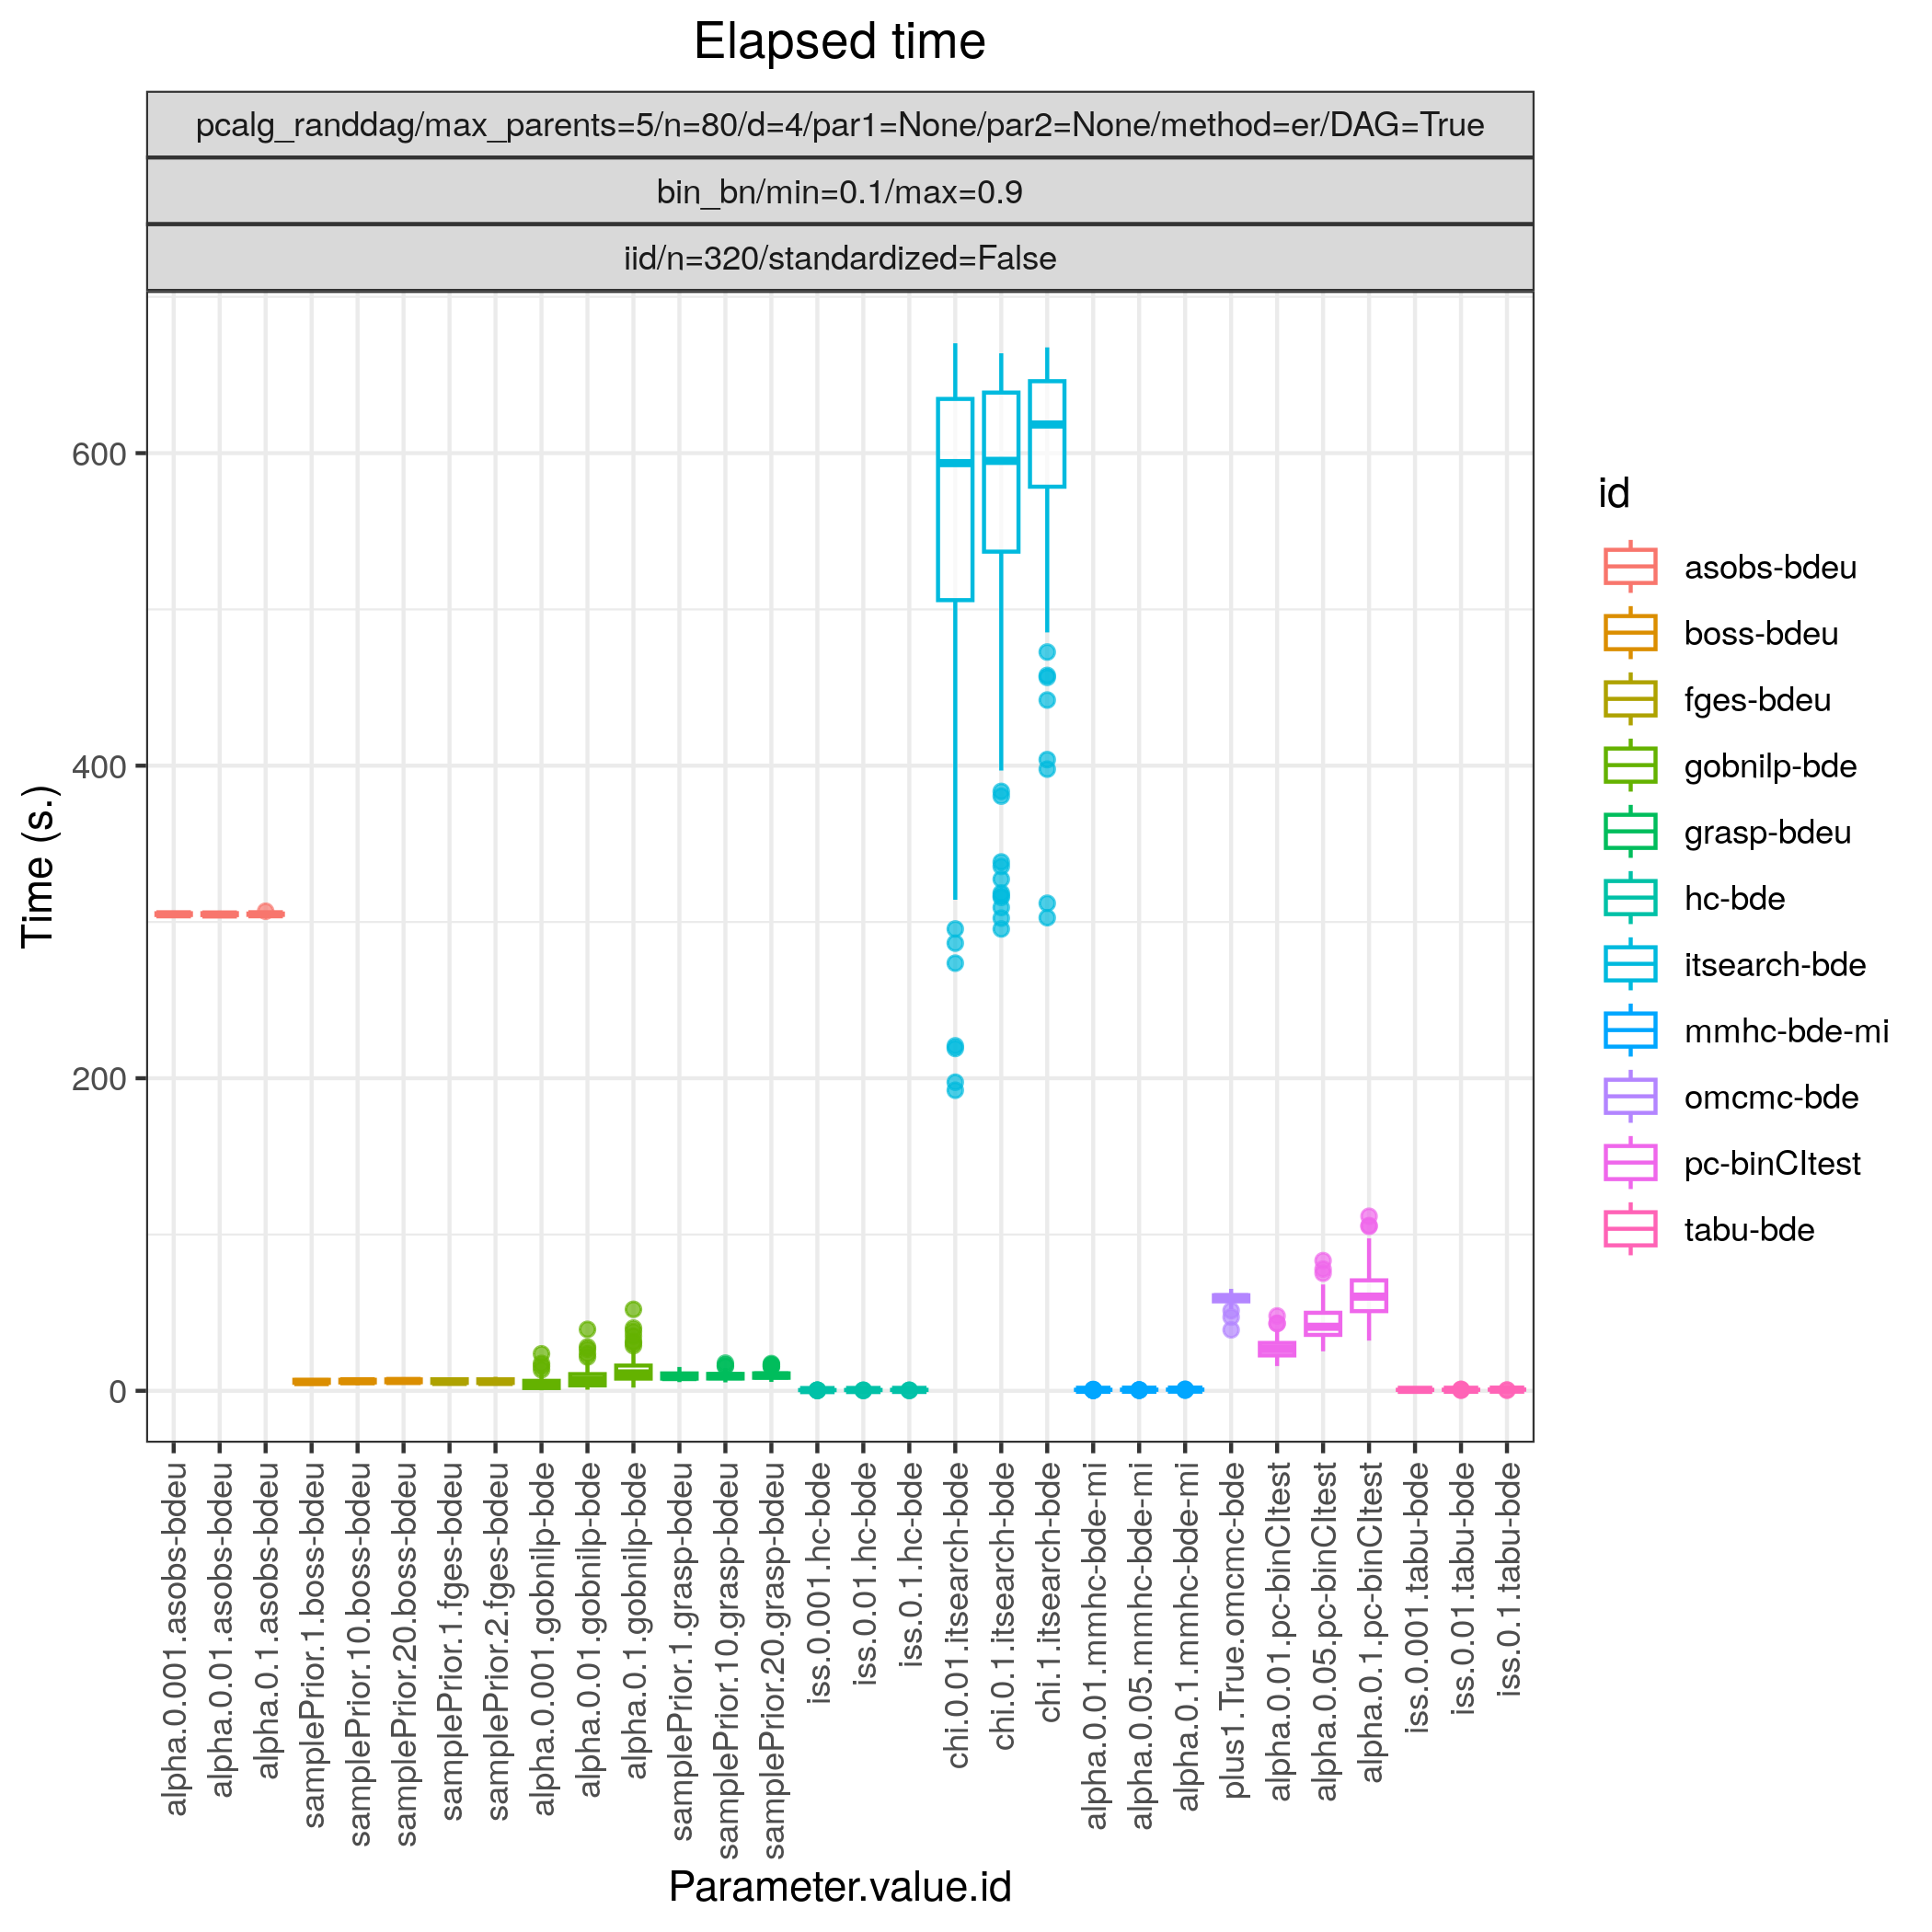 Elapsed time
pcalg_randdag/max_parents=5/n=80/d=4/par1=None/par2=None/method=er/DAG=True
bin_bn/min=0.1/max=0.9
iid/n=320/standardized=False
Time (s.)
600
400
200
0
alpha.0.001.asobs-bdeu
alpha.0.01.asobs-bdeu
alpha.0.1.asobs-bdeu
samplePrior.1.boss-bdeu
samplePrior.10.boss-bdeu
samplePrior.20.boss-bdeu
samplePrior.1.fges-bdeu
samplePrior.2.fges-bdeu
alpha.0.001.gobnilp-bde
alpha.0.01.gobnilp-bde
alpha.0.1.gobnilp-bde
samplePrior.1.grasp-bdeu
samplePrior.10.grasp-bdeu
samplePrior.20.grasp-bdeu
iss.0.001.hc-bde
iss.0.01.hc-bde
iss.0.1.hc-bde
chi.0.01.itsearch-bde
chi.0.1.itsearch-bde
chi.1.itsearch-bde
alpha.0.01.mmhc-bde-mi
alpha.0.05.mmhc-bde-mi
alpha.0.1.mmhc-bde-mi
plus1.True.omcmc-bde
alpha.0.01.pc-binCItest
alpha.0.05.pc-binCItest
alpha.0.1.pc-binCItest
iss.0.001.tabu-bde
iss.0.01.tabu-bde
iss.0.1.tabu-bde
Parameter.value.id
id
asobs-bdeu
boss-bdeu
fges-bdeu
gobnilp-bde
grasp-bdeu
hc-bde
itsearch-bde
mmhc-bde-mi
omcmc-bde
pc-binCItest
tabu-bde